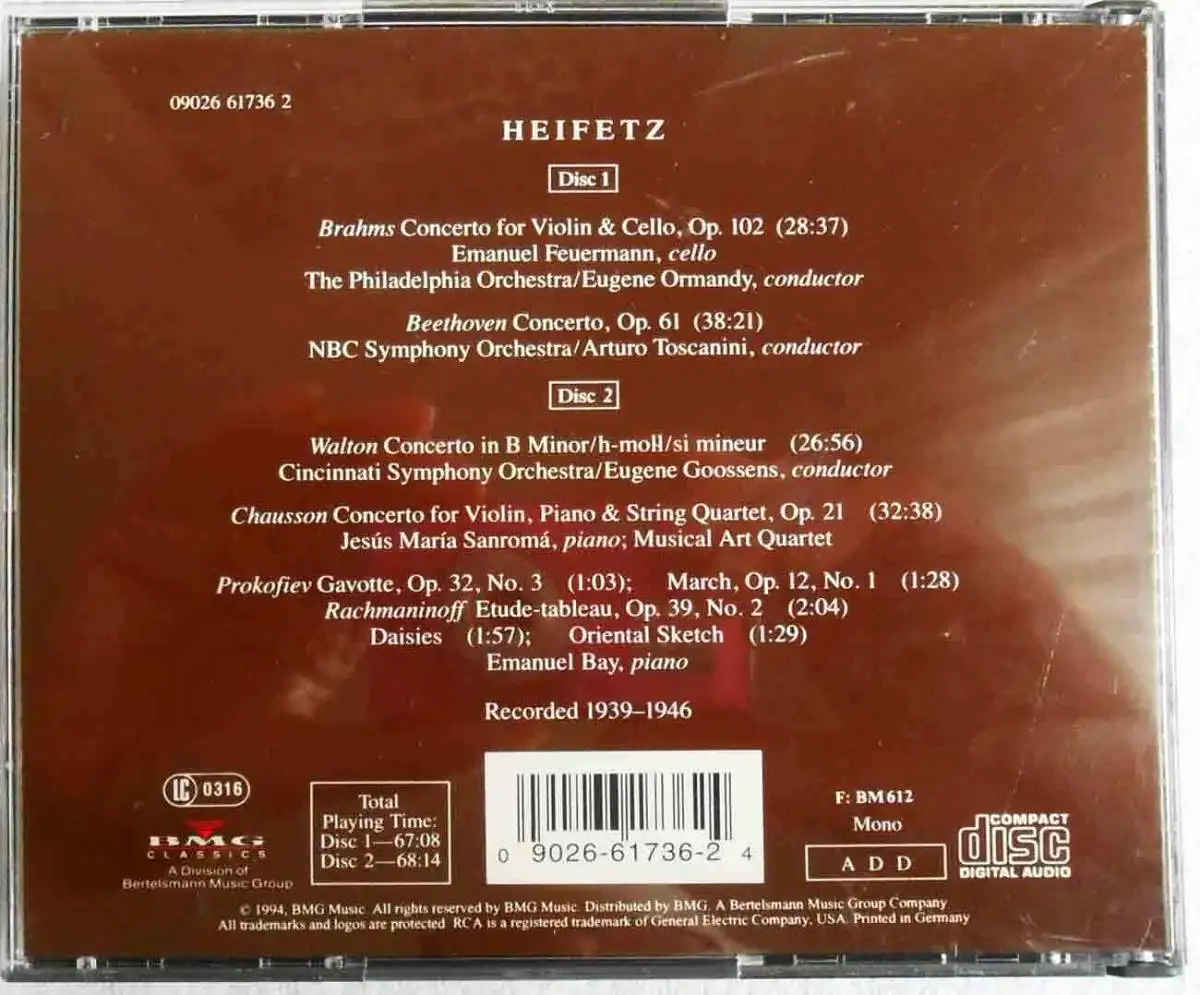 09026 61736 2
HEIFETZ
Disc 1
Brahms Concerto for Violin & Cello, Op. 102 (28:37)
Emanuel Feuermann, cello
The Philadelphia Orchestra/Eugene Ormandy, conductor
Beethoven Concerto, Op. 61 (38:21)
NBC Symphony Orchestra/Arturo Toscanini, conductor
Disc 2
Walton Concerto in B Minor/h-moll/si mineur (26:56)
Cincinnati Symphony Orchestra/Eugene Goossens, conductor
Chausson Concerto for Violin, Piano & String Quartet, Op. 21 (32:38)
Jesús María Sanromá, piano; Musical Art Quartet
Prokofiev Gavotte, Op. 32, No. 3 (1:03); March, Op. 12, No. 1 (1:28)
Rachmaninoff Etude-tableau, Op. 39, No. 2 (2:04)
Daisies (1:57); Oriental Sketch (1:29)
Emanuel Bay, piano
Recorded 1939–1946
LC 0316
BMG
CLASSICS
A Division of
Bertelsmann Music Group
Total
Playing Time:
Disc 1—67:08
Disc 2—68:14
0 9026-61736-2 4
F: BM612
Mono
A D D
COMPACT
disc
DIGITAL AUDIO
© 1994, BMG Music. All rights reserved by BMG Music. Distributed by BMG. A Bertelsmann Music Group Company.
All trademarks and logos are protected. RCA is a registered trademark of General Electric Company, USA. Printed in Germany